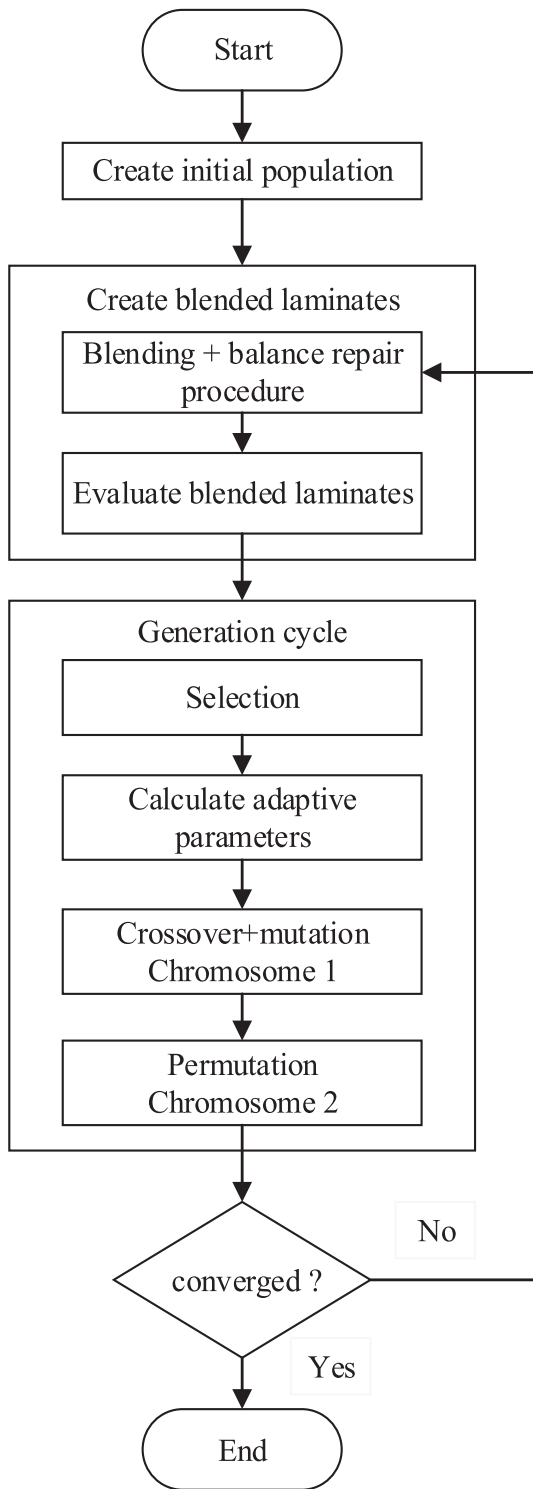 Start
Create initial population
Create blended laminates
Blending + balance repair
procedure
Evaluate blended laminates
Generation cycle
Selection
Calculate adaptive
parameters
Crossover+mutation
Chromosome 1
Permutation
Chromosome 2
No
converged ?
Yes
End